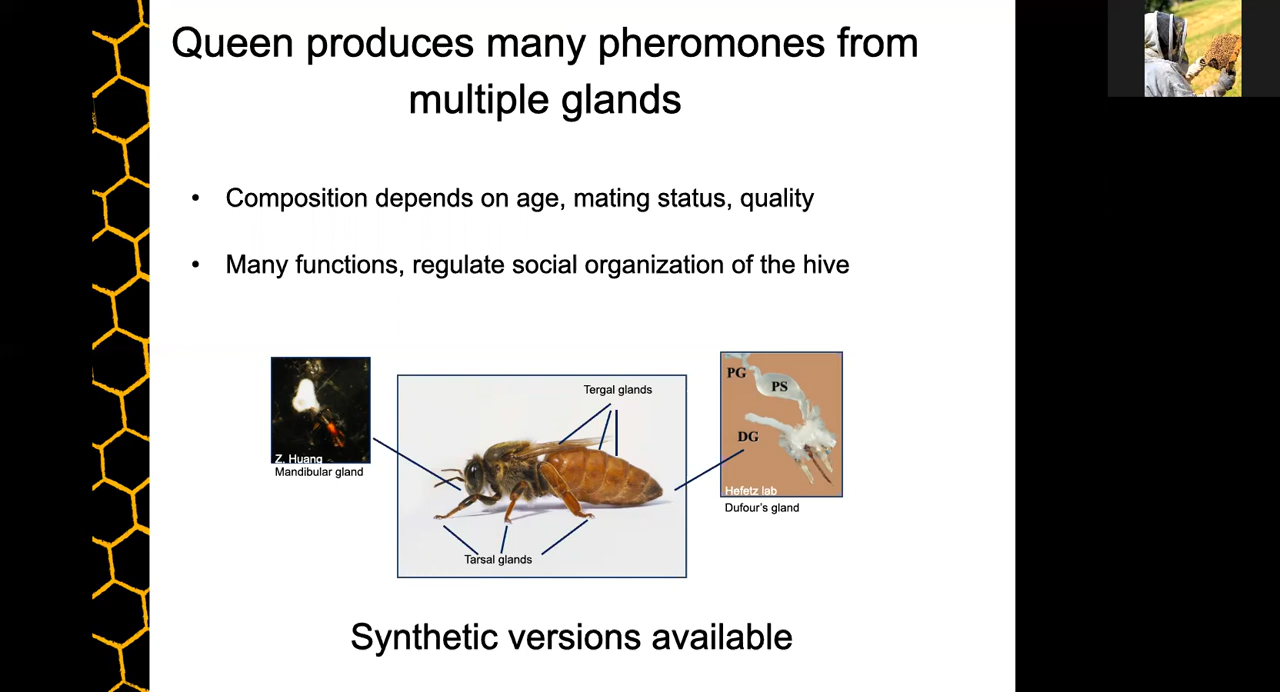 Queen produces many pheromones from
multiple glands
• Composition depends on age, mating status, quality
• Many functions, regulate social organization of the hive
Z. Huang
Mandibular gland
Tergal glands
Tarsal glands
PG
PS
DG
Hefetz lab
Dufour's gland
Synthetic versions available